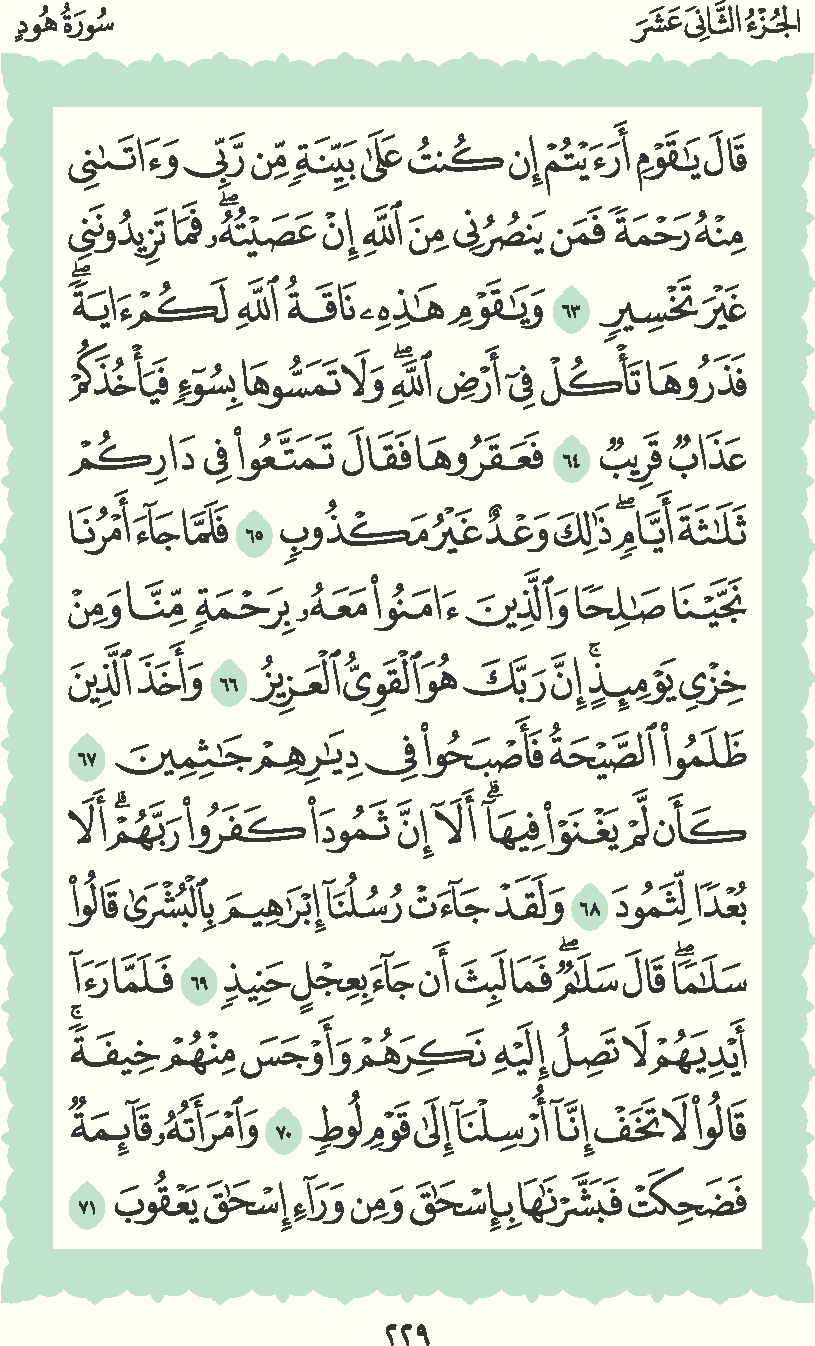 الجُزْءُ الثَّانِىَ عَشَرَ
سُورَةُ هُودٍ
قَالَ يَٰقَوْمِ أَرَءَيْتُمْ إِن كُنتُ عَلَىٰ بَيِّنَةٍ مِّن رَّبِّى وَءَاتَىٰنِى
مِنْهُ رَحْمَةً فَمَن يَنصُرُنِى مِنَ ٱللَّهِ إِنْ عَصَيْتُهُۥۖ فَمَا تَزِيدُونَنِى
غَيْرَ تَخْسِيرٍ ٦٣ وَيَٰقَوْمِ هَٰذِهِۦ نَاقَةُ ٱللَّهِ لَكُمْ ءَايَةًۖ
فَذَرُوهَا تَأْكُلْ فِىٓ أَرْضِ ٱللَّهِۖ وَلَا تَمَسُّوهَا بِسُوٓءٍ فَيَأْخُذَكُمْ
عَذَابٌ قَرِيبٌ ٦٤ فَعَقَرُوهَا فَقَالَ تَمَتَّعُوا۟ فِى دَارِكُمْ
ثَلَٰثَةَ أَيَّامٍۖ ذَٰلِكَ وَعْدٌ غَيْرُ مَكْذُوبٍ ٦٥ فَلَمَّا جَآءَ أَمْرُنَا
نَجَّيْنَا صَٰلِحًا وَٱلَّذِينَ ءَامَنُوا۟ مَعَهُۥ بِرَحْمَةٍ مِّنَّا وَمِنْ
خِزْىِ يَوْمِئِذٍۚ إِنَّ رَبَّكَ هُوَ ٱلْقَوِىُّ ٱلْعَزِيزُ ٦٦ وَأَخَذَ ٱلَّذِينَ
ظَلَمُوا۟ ٱلصَّيْحَةُ فَأَصْبَحُوا۟ فِى دِيَٰرِهِمْ جَٰثِمِينَ ٦٧
كَأَن لَّمْ يَغْنَوْا۟ فِيهَآۗ أَلَآ إِنَّ ثَمُودَا۟ كَفَرُوا۟ رَبَّهُمْۗ أَلَا
بُعْدًا لِّثَمُودَ ٦٨ وَلَقَدْ جَآءَتْ رُسُلُنَآ إِبْرَٰهِيمَ بِٱلْبُشْرَىٰ قَالُوا۟
سَلَٰمًاۖ قَالَ سَلَٰمٌۖ فَمَا لَبِثَ أَن جَآءَ بِعِجْلٍ حَنِيذٍ ٦٩ فَلَمَّا رَءَآ
أَيْدِيَهُمْ لَا تَصِلُ إِلَيْهِ نَكِرَهُمْ وَأَوْجَسَ مِنْهُمْ خِيفَةًۚ
قَالُوا۟ لَا تَخَفْ إِنَّآ أُرْسِلْنَآ إِلَىٰ قَوْمِ لُوطٍ ٧٠ وَٱمْرَأَتُهُۥ قَآئِمَةٌ
فَضَحِكَتْ فَبَشَّرْنَٰهَا بِإِسْحَٰقَ وَمِن وَرَآءِ إِسْحَٰقَ يَعْقُوبَ ٧١
٢٢٩